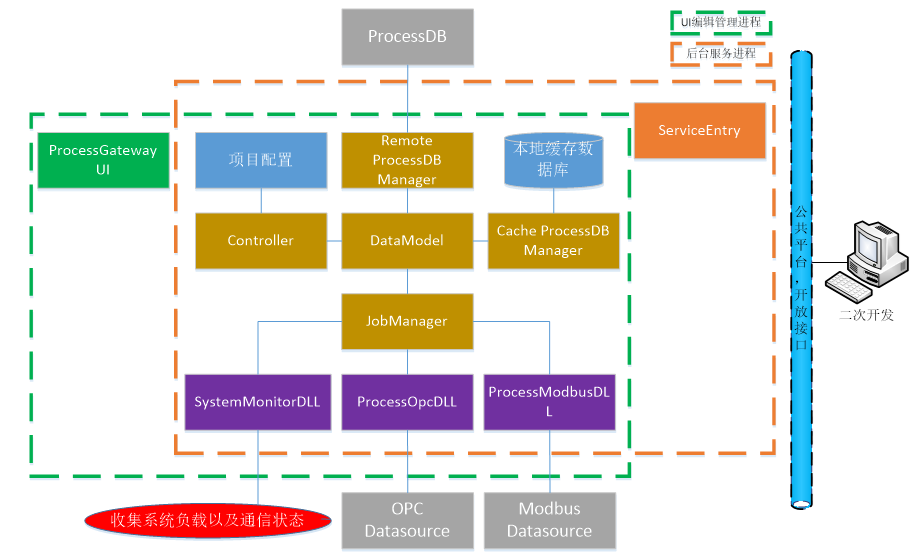 ProcessDB
UI编辑管理进程
后台服务进程
ServiceEntry
ProcessGateway
UI
项目配置
Remote
ProcessDB
Manager
本地缓存数
据库
Controller
DataModel
Cache ProcessDB
Manager
JobManager
SystemMonitorDLL
ProcessOpcDLL
ProcessModbusDL
L
收集系统负载以及通信状态
OPC
Datasource
Modbus
Datasource
公共平台，开放接口
二次开发